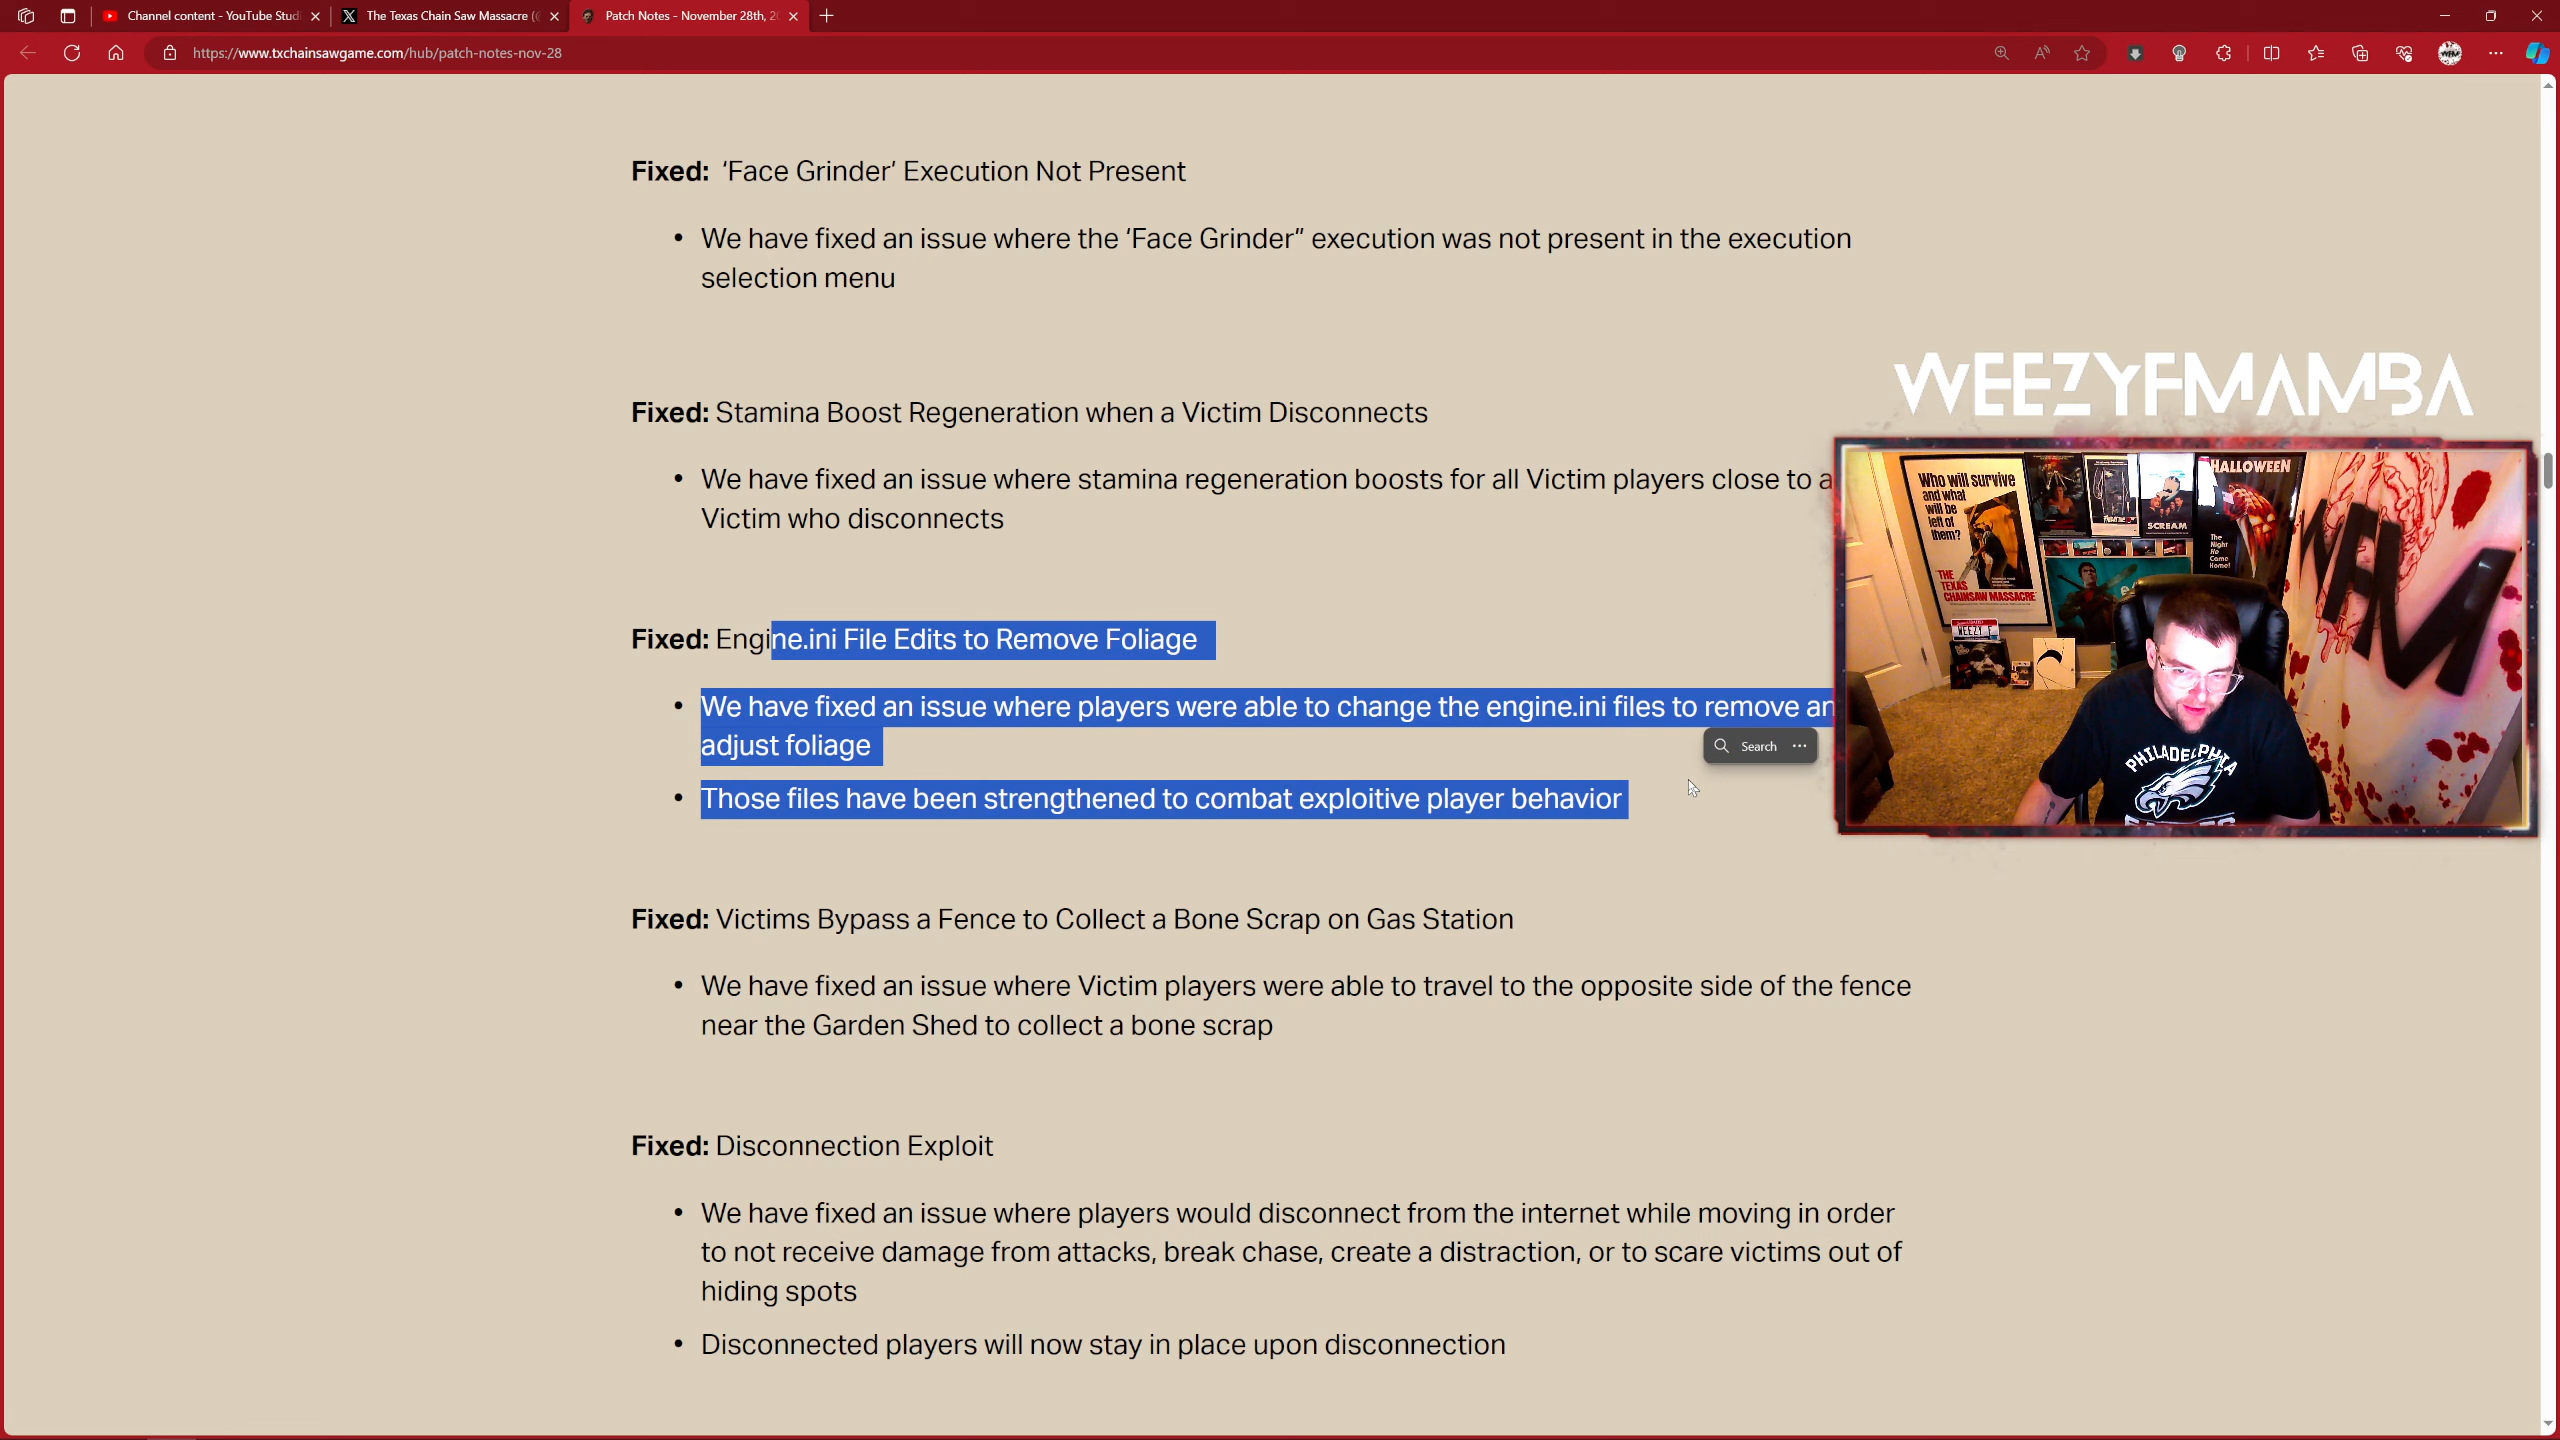 Channel content - YouTube Studi
The Texas Chain Saw Massacre (@
Patch Notes - November 28th, 20
https://www.txchainsawgame.com/hub/patch-notes-nov-28
Fixed: ‘Face Grinder’ Execution Not Present
• We have fixed an issue where the ‘Face Grinder” execution was not present in the execution
selection menu
Fixed: Stamina Boost Regeneration when a Victim Disconnects
• We have fixed an issue where stamina regeneration boosts for all Victim players close to a
Victim who disconnects
Fixed: Engine.ini File Edits to Remove Foliage
• We have fixed an issue where players were able to change the engine.ini files to remove an
adjust foliage
Search
• Those files have been strengthened to combat exploitive player behavior
Fixed: Victims Bypass a Fence to Collect a Bone Scrap on Gas Station
• We have fixed an issue where Victim players were able to travel to the opposite side of the fence
near the Garden Shed to collect a bone scrap
Fixed: Disconnection Exploit
• We have fixed an issue where players would disconnect from the internet while moving in order
to not receive damage from attacks, break chase, create a distraction, or to scare victims out of
hiding spots
• Disconnected players will now stay in place upon disconnection
WEEZYFMAMBA
Who will survive
and what
will be
left of
them?
THE
TEXAS
CHAINSAW MASSACRE
SCREAM
HALLOWEEN
The
Night
He
Came
Home!
WEEZY F
PHILADELPHIA